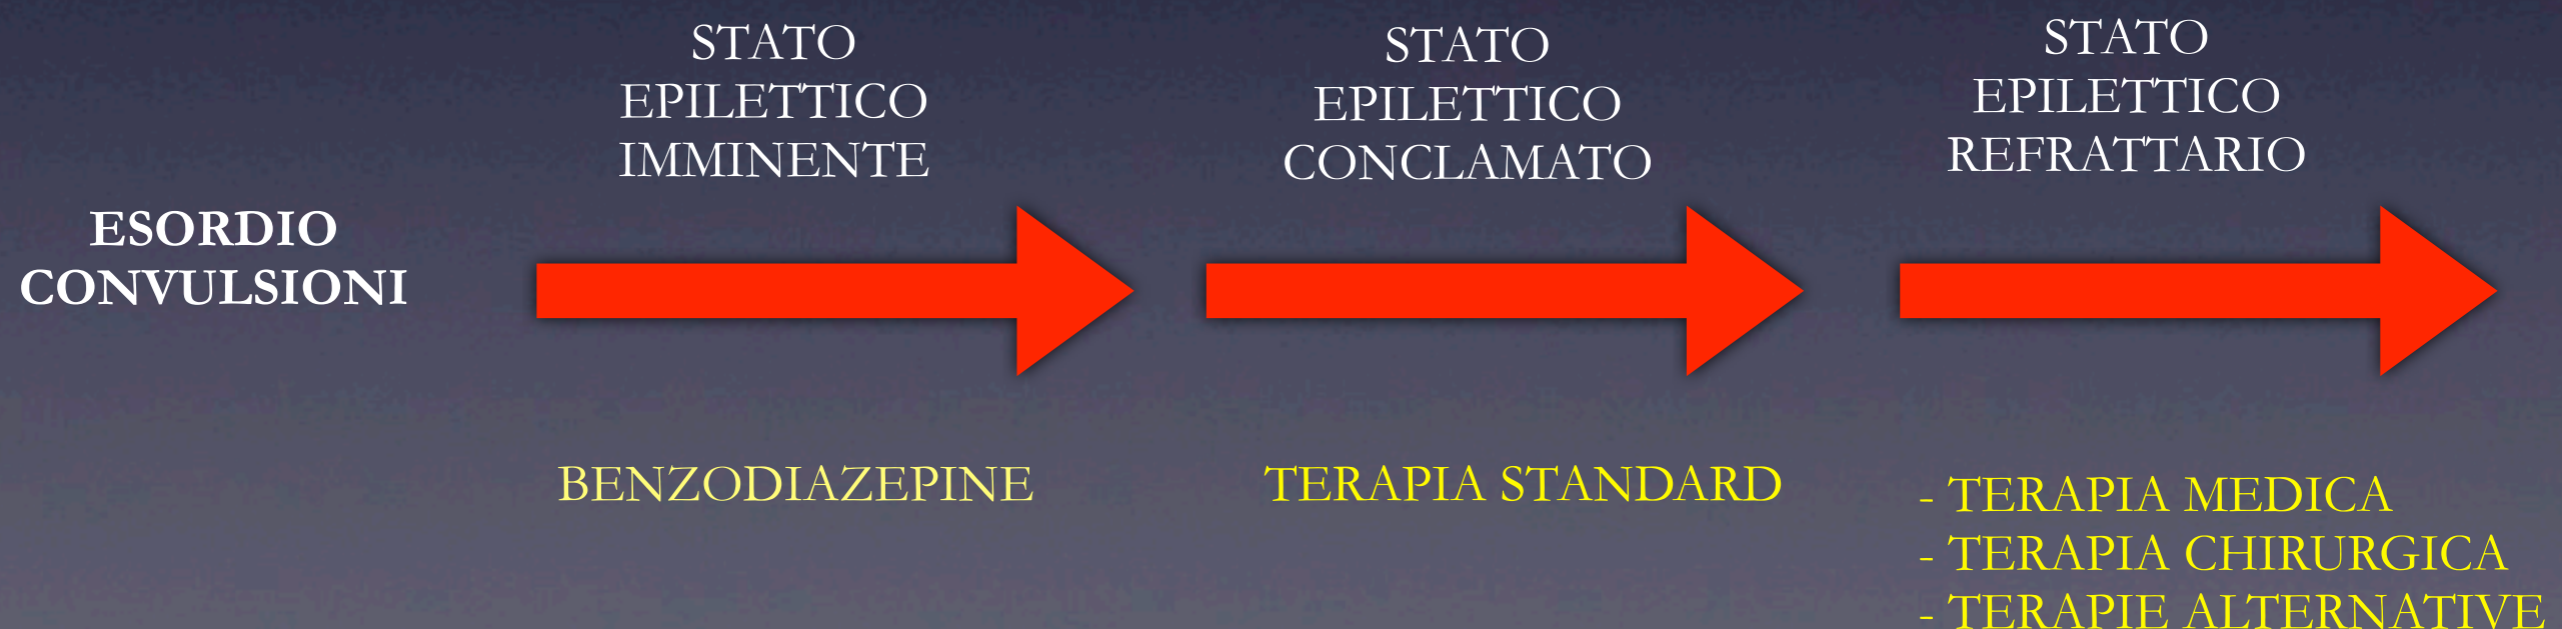 ESORDIO
CONVULSIONI
STATO
EPILETTICO
IMMINENTE
BENZODIAZEPINE
STATO
EPILETTICO
CONCLAMATO
TERAPIA STANDARD
STATO
EPILETTICO
REFRATTARIO
- TERAPIA MEDICA
- TERAPIA CHIRURGICA
- TERAPIE ALTERNATIVE